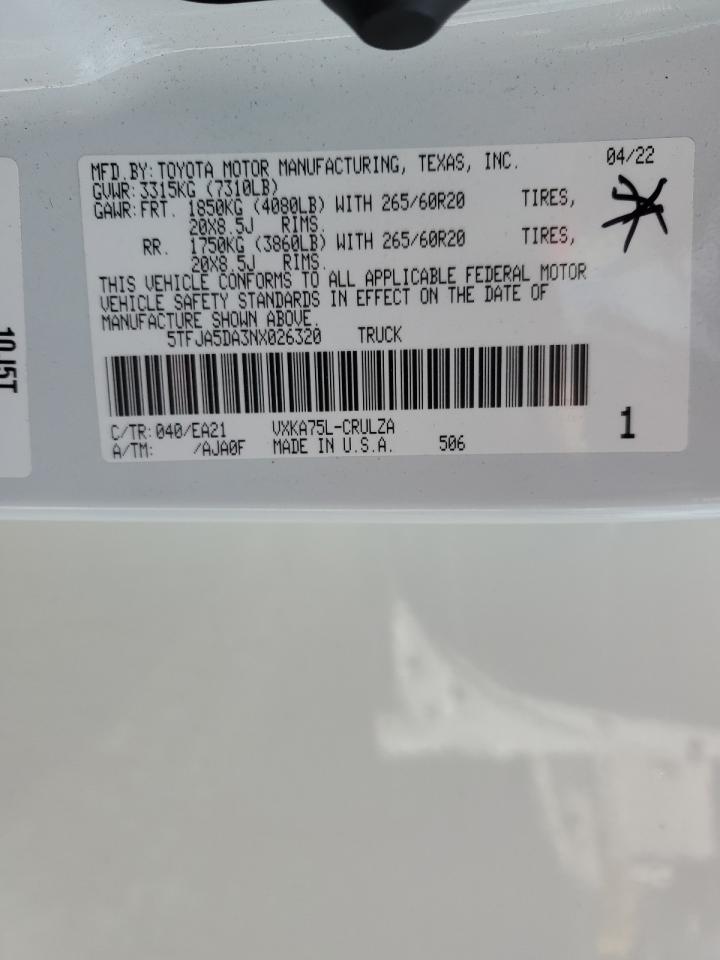 MFD.BY: TOYOTA MOTOR MANUFACTURING, TEXAS, INC. 04/22
GVWR: 3315KG (7310LB)
GAWR: FRT. 1850KG (4080LB) WITH 265/60R20 TIRES,
20X8.5J RIMS.
RR. 1750KG (3860LB) WITH 265/60R20 TIRES,
20X8.5J RIMS.
THIS VEHICLE CONFORMS TO ALL APPLICABLE FEDERAL MOTOR
VEHICLE SAFETY STANDARDS IN EFFECT ON THE DATE OF
MANUFACTURE SHOWN ABOVE.
5TFJA5DA3NX026320 TRUCK
C/TR: 040/EA21 VXKA75L-CRULZA
A/TM: /AJA0F MADE IN U.S.A. 506
1